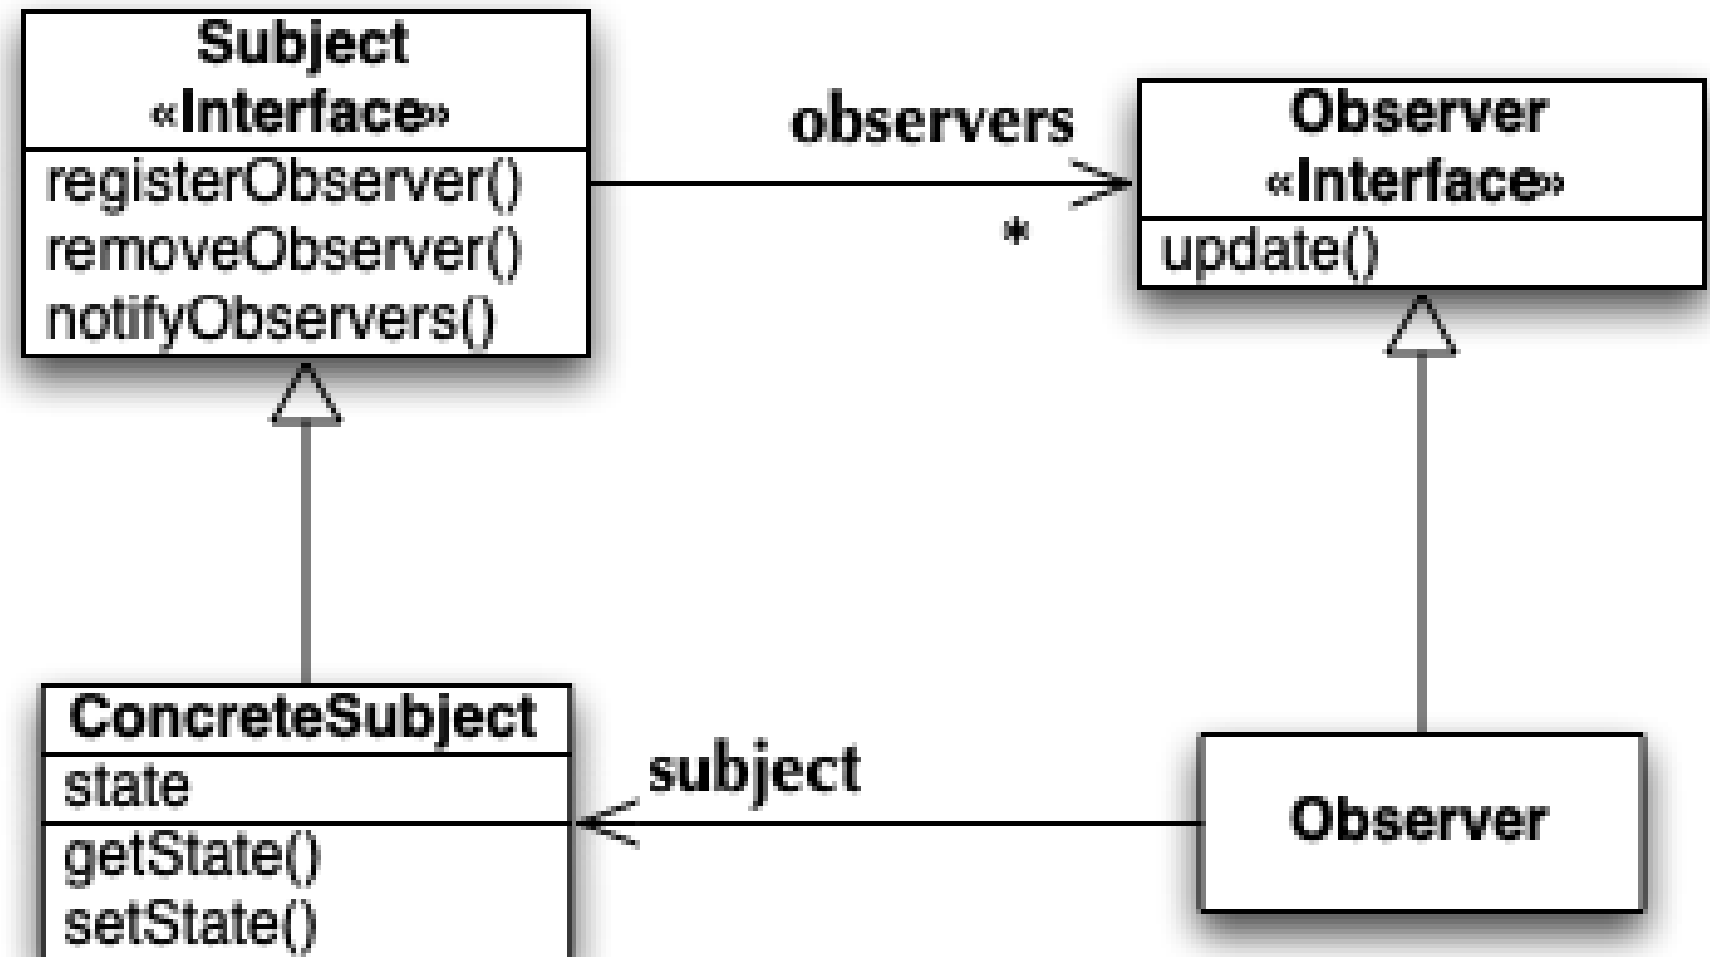 Subject
«Interface»
registerObserver()
removeObserver()
notifyObservers()
observers
*
Observer
«Interface»
update()
ConcreteSubject
state
getState()
setState()
subject
Observer